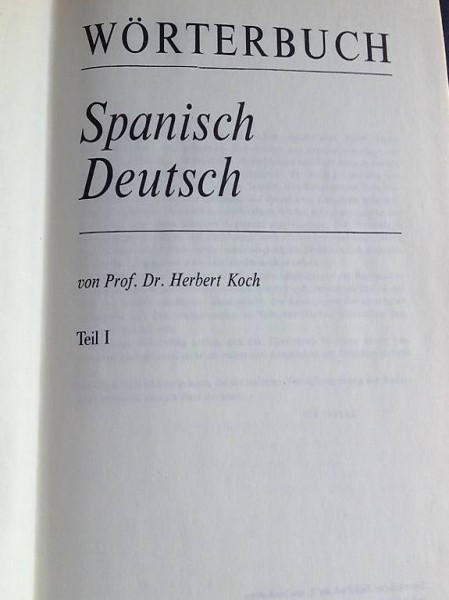 WÖRTERBUCH
Spanisch
Deutsch
von Prof. Dr. Herbert Koch
Teil I